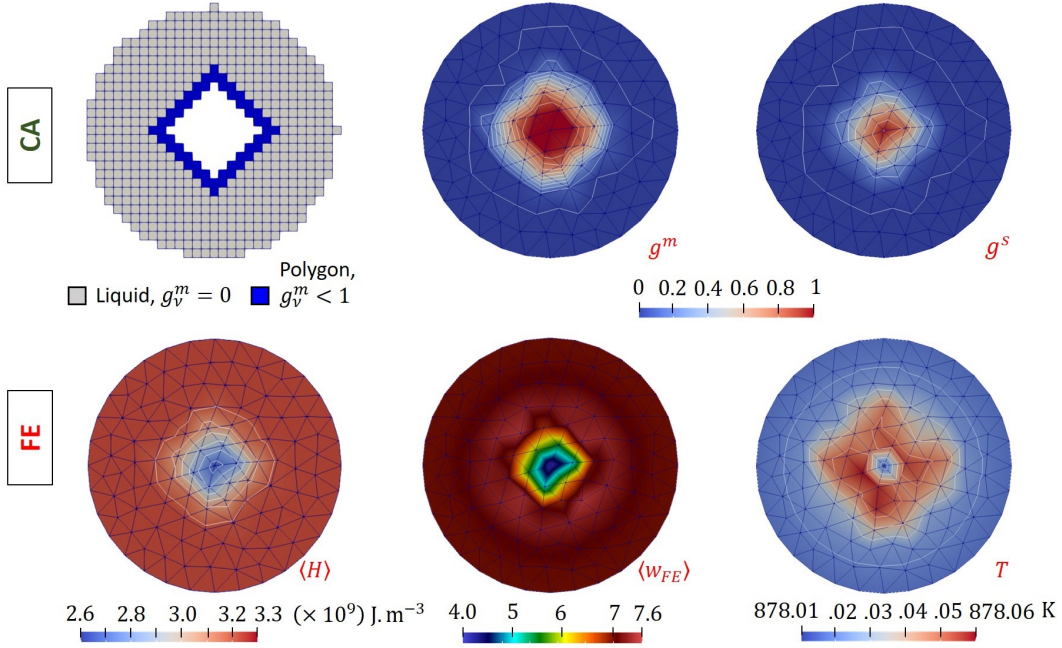 CA
Polygon,
Liquid, $g_v^m = 0$ $g_v^m < 1$
$g^m$
$g^s$
0 0.2 0.4 0.6 0.8 1
FE
⟨H⟩
⟨$w_{FE}$⟩
T
2.6 2.8 3.0 3.2 3.3 (× $10^9$) J.m$^{-3}$
4.0 5 6 7 7.6
878.01 .02 .03 .04 .05 878.06 K